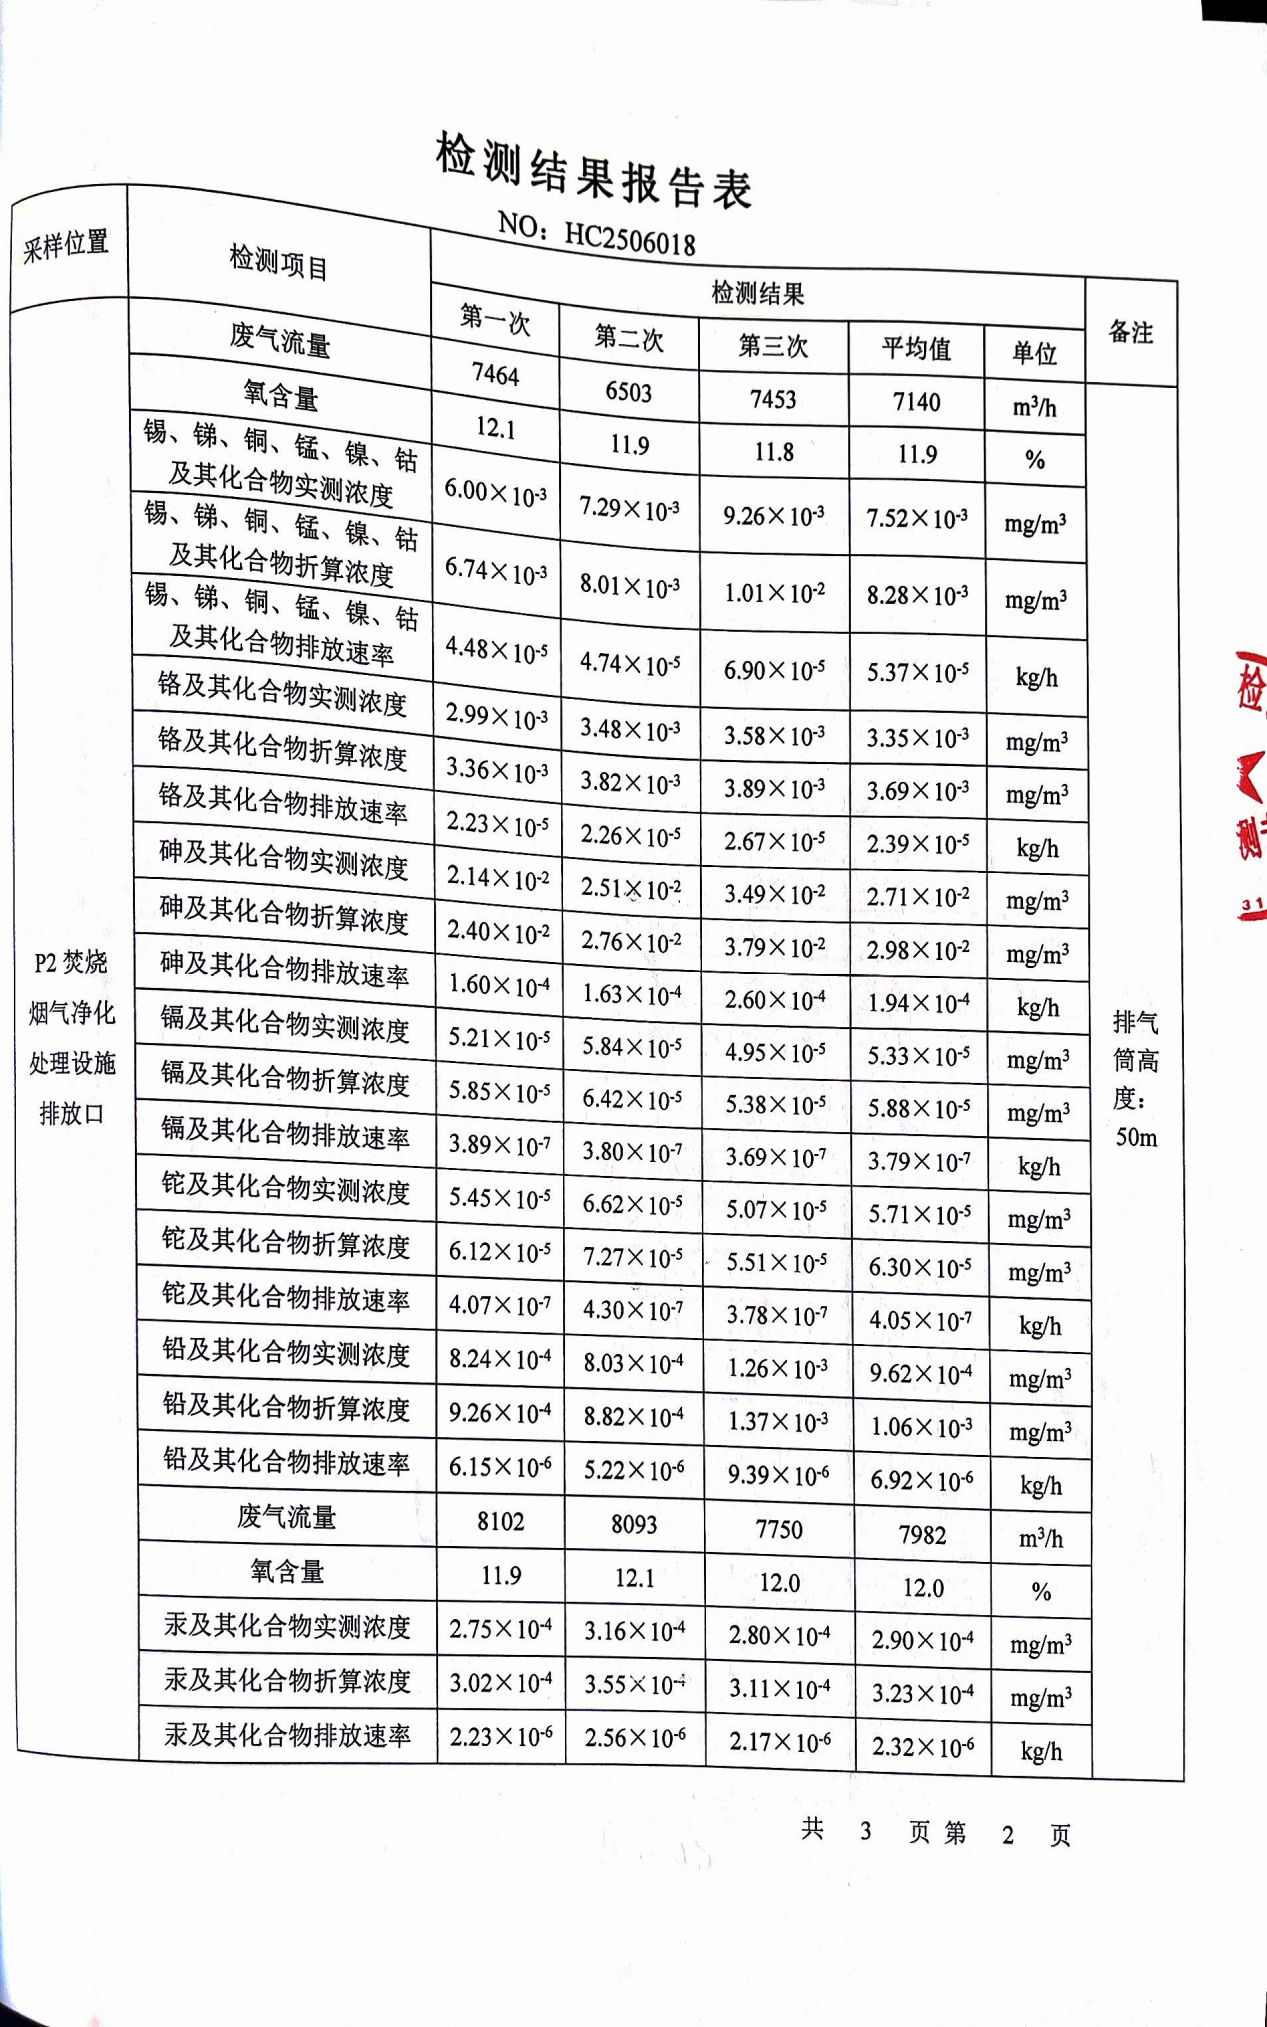 检测结果报告表
NO：HC2506018
采样位置 检测项目 检测结果 备注
第一次 第二次 第三次 平均值 单位
废气流量 7464 6503 7453 7140 m³/h
氧含量 12.1 11.9 11.8 11.9 %
锡、锑、铜、锰、镍、钴
及其化合物实测浓度 6.00×10⁻³ 7.29×10⁻³ 9.26×10⁻³ 7.52×10⁻³ mg/m³
锡、锑、铜、锰、镍、钴
及其化合物折算浓度 6.74×10⁻³ 8.01×10⁻³ 1.01×10⁻² 8.28×10⁻³ mg/m³
锡、锑、铜、锰、镍、钴
及其化合物排放速率 4.48×10⁻⁵ 4.74×10⁻⁵ 6.90×10⁻⁵ 5.37×10⁻⁵ kg/h
铬及其化合物实测浓度 2.99×10⁻³ 3.48×10⁻³ 3.58×10⁻³ 3.35×10⁻³ mg/m³
铬及其化合物折算浓度 3.36×10⁻³ 3.82×10⁻³ 3.89×10⁻³ 3.69×10⁻³ mg/m³
铬及其化合物排放速率 2.23×10⁻⁵ 2.26×10⁻⁵ 2.67×10⁻⁵ 2.39×10⁻⁵ kg/h
砷及其化合物实测浓度 2.14×10⁻² 2.51×10⁻² 3.49×10⁻² 2.71×10⁻² mg/m³
砷及其化合物折算浓度 2.40×10⁻² 2.76×10⁻² 3.79×10⁻² 2.98×10⁻² mg/m³
砷及其化合物排放速率 1.60×10⁻⁴ 1.63×10⁻⁴ 2.60×10⁻⁴ 1.94×10⁻⁴ kg/h
镉及其化合物实测浓度 5.21×10⁻⁵ 5.84×10⁻⁵ 4.95×10⁻⁵ 5.33×10⁻⁵ mg/m³
镉及其化合物折算浓度 5.85×10⁻⁵ 6.42×10⁻⁵ 5.38×10⁻⁵ 5.88×10⁻⁵ mg/m³
镉及其化合物排放速率 3.89×10⁻⁷ 3.80×10⁻⁷ 3.69×10⁻⁷ 3.79×10⁻⁷ kg/h
铊及其化合物实测浓度 5.45×10⁻⁵ 6.62×10⁻⁵ 5.07×10⁻⁵ 5.71×10⁻⁵ mg/m³
铊及其化合物折算浓度 6.12×10⁻⁵ 7.27×10⁻⁵ 5.51×10⁻⁵ 6.30×10⁻⁵ mg/m³
铊及其化合物排放速率 4.07×10⁻⁷ 4.30×10⁻⁷ 3.78×10⁻⁷ 4.05×10⁻⁷ kg/h
铅及其化合物实测浓度 8.24×10⁻⁴ 8.03×10⁻⁴ 1.26×10⁻³ 9.62×10⁻⁴ mg/m³
铅及其化合物折算浓度 9.26×10⁻⁴ 8.82×10⁻⁴ 1.37×10⁻³ 1.06×10⁻³ mg/m³
铅及其化合物排放速率 6.15×10⁻⁶ 5.22×10⁻⁶ 9.39×10⁻⁶ 6.92×10⁻⁶ kg/h
废气流量 8102 8093 7750 7982 m³/h
氧含量 11.9 12.1 12.0 12.0 %
汞及其化合物实测浓度 2.75×10⁻⁴ 3.16×10⁻⁴ 2.80×10⁻⁴ 2.90×10⁻⁴ mg/m³
汞及其化合物折算浓度 3.02×10⁻⁴ 3.55×10⁻⁴ 3.11×10⁻⁴ 3.23×10⁻⁴ mg/m³
汞及其化合物排放速率 2.23×10⁻⁶ 2.56×10⁻⁶ 2.17×10⁻⁶ 2.32×10⁻⁶ kg/h
P2 焚烧
烟气净化
处理设施
排放口
排气
筒高
度：
50m
检
测
31
共 3 页 第 2 页